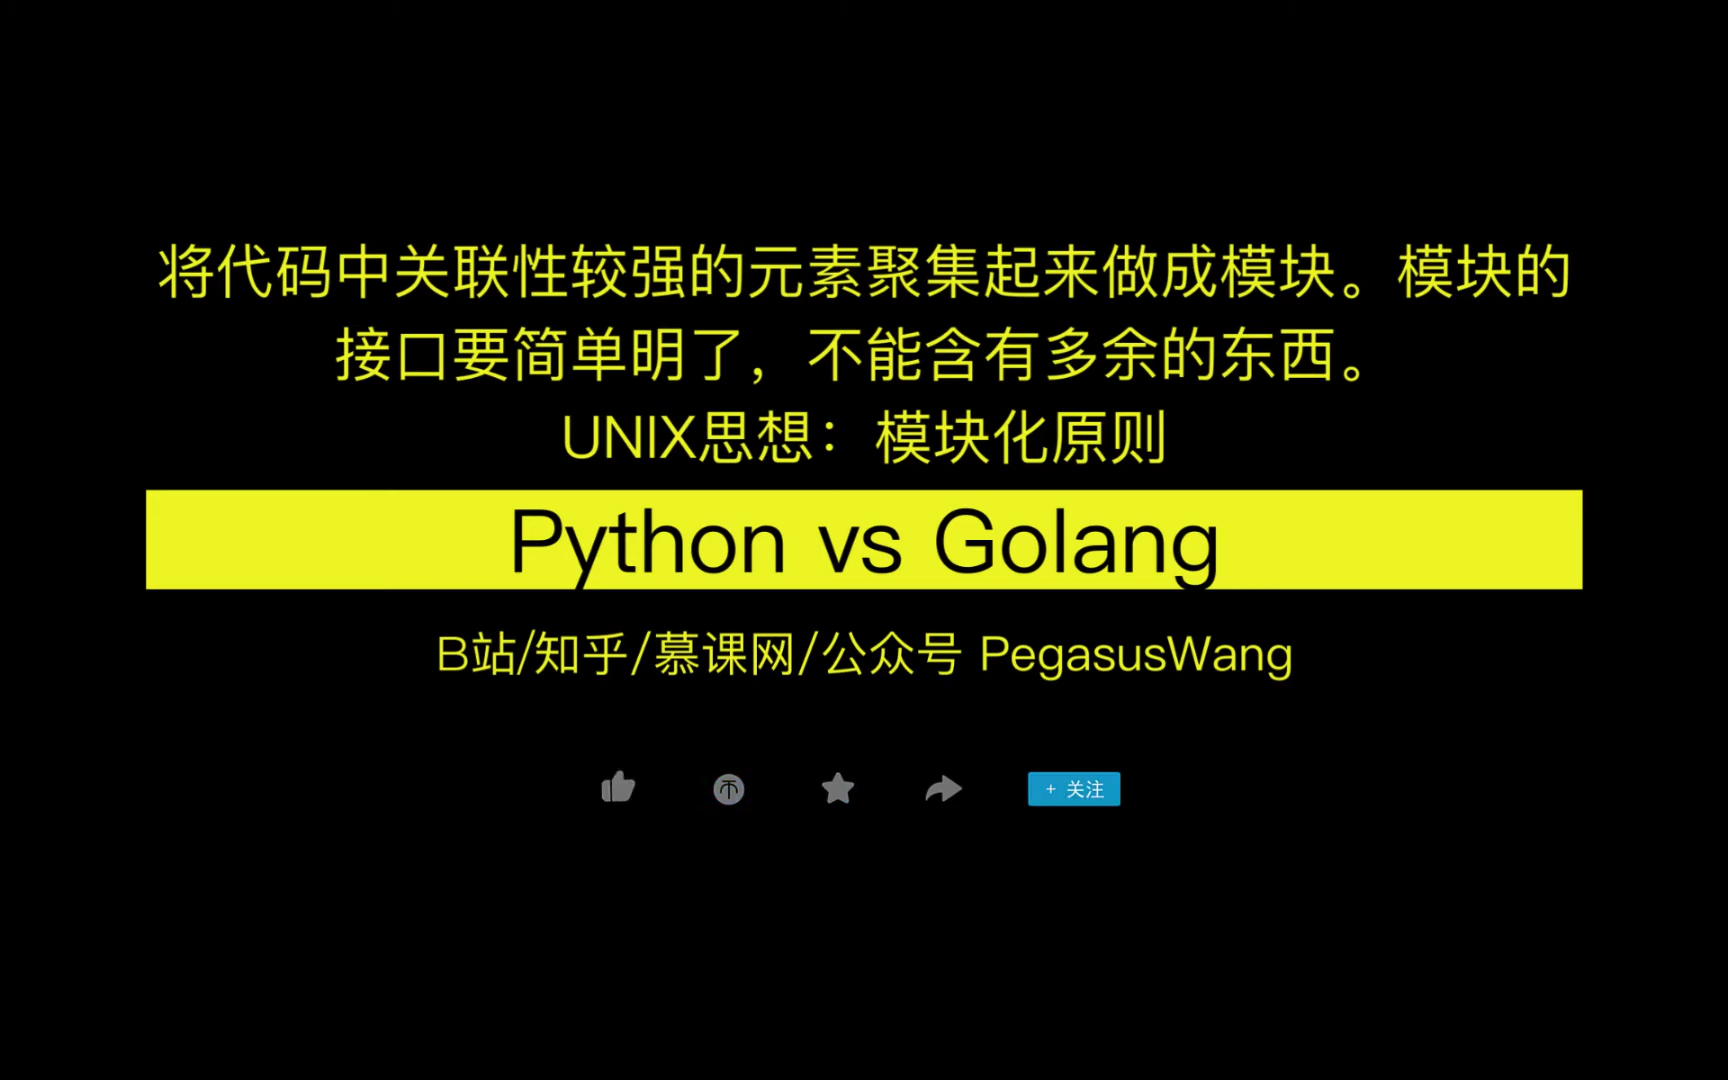 将代码中关联性较强的元素聚集起来做成模块。模块的
接口要简单明了，不能含有多余的东西。
UNIX思想：模块化原则
Python vs Golang
B站/知乎/慕课网/公众号 PegasusWang
+ 关注